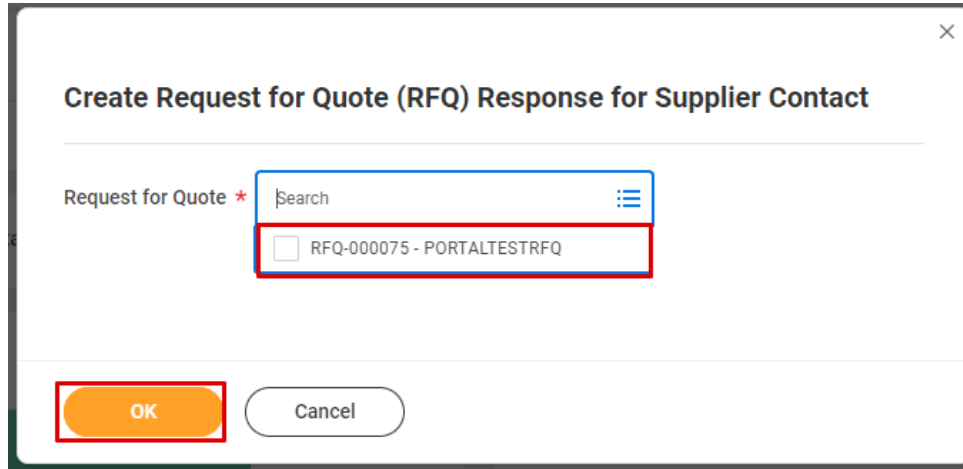 Create Request for Quote (RFQ) Response for Supplier Contact
Request for Quote *
Search
RFQ-000075 - PORTALTESTRFQ
OK
Cancel